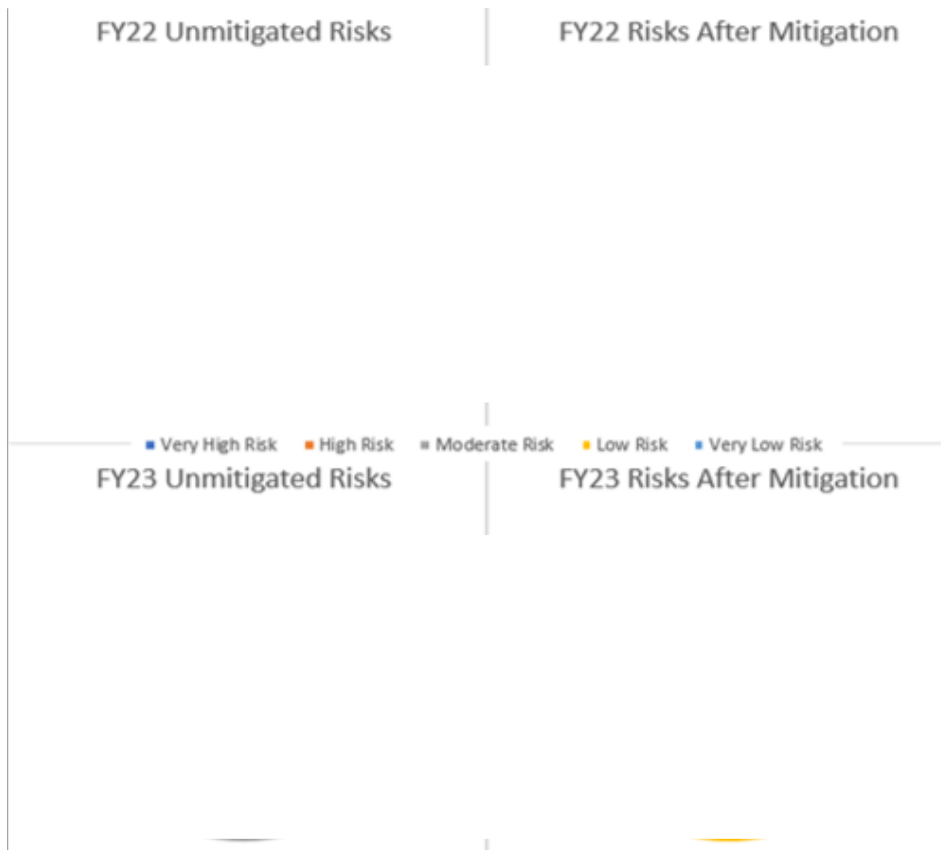 FY22 Unmitigated Risks
FY22 Risks After Mitigation
Very High Risk High Risk Moderate Risk Low Risk Very Low Risk
FY23 Unmitigated Risks
FY23 Risks After Mitigation